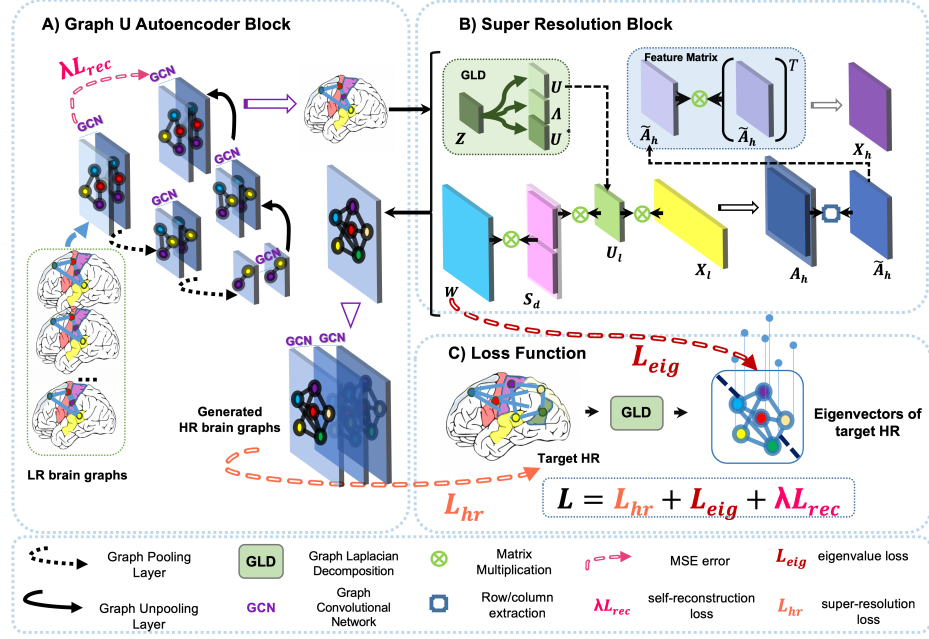 A) Graph U Autoencoder Block
λL_rec
GCN
GCN
GCN
GCN
GCN
LR brain graphs
GCN GCN
Generated
HR brain graphs
L_hr
B) Super Resolution Block
GLD
Z
U
Λ
U*
Feature Matrix
Ã_h
Ã_h
T
X_h
W
S_d
U_l
X_l
A_h
Ã_h
L_eig
C) Loss Function
GLD
Target HR
Eigenvectors of
target HR
L = L_hr + L_eig + λL_rec
Graph Pooling
Layer
GLD
Graph Laplacian
Decomposition
Matrix
Multiplication
MSE error
L_eig
eigenvalue loss
Graph Unpooling
Layer
GCN
Graph
Convolutional
Network
Row/column
extraction
λL_rec
self-reconstruction
loss
L_hr
super-resolution
loss